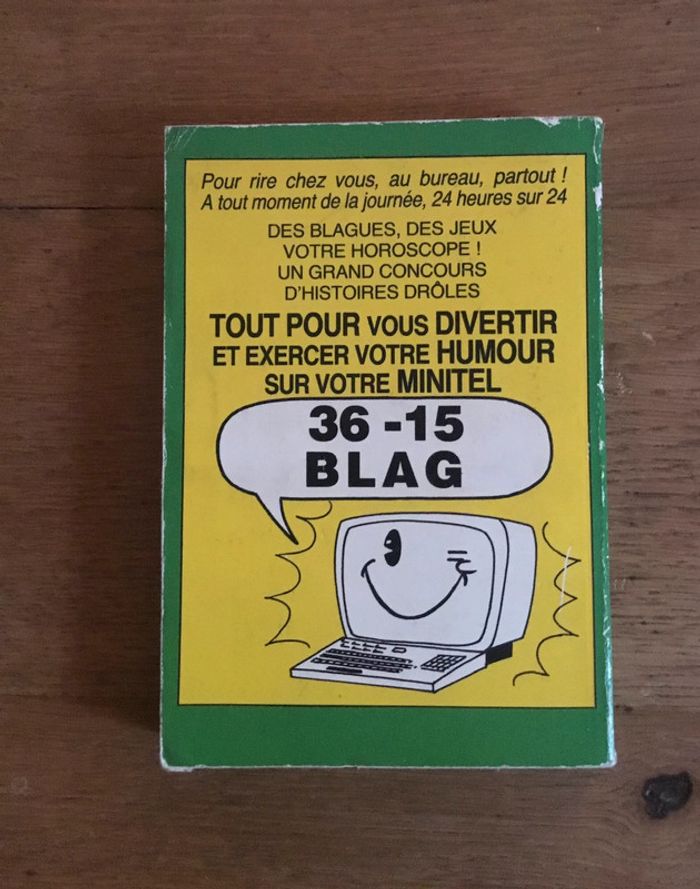 Pour rire chez vous, au bureau, partout !
A tout moment de la journée, 24 heures sur 24
DES BLAGUES, DES JEUX
VOTRE HOROSCOPE !
UN GRAND CONCOURS
D'HISTOIRES DRÔLES
TOUT POUR VOUS DIVERTIR
ET EXERCER VOTRE HUMOUR
SUR VOTRE MINITEL
36 -15
BLAG